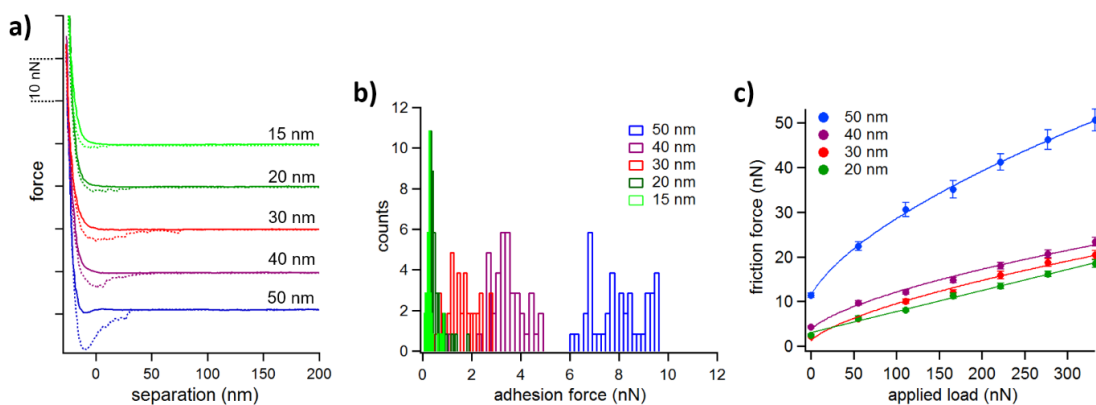 a)
10 nN
force
15 nm
20 nm
30 nm
40 nm
50 nm
0
50
100
150
200
separation (nm)
b)
12
10
8
6
4
2
0
counts
50 nm
40 nm
30 nm
20 nm
15 nm
0
2
4
6
8
10
12
adhesion force (nN)
c)
50 nm
40 nm
30 nm
20 nm
50
40
30
20
10
0
friction force (nN)
0
50
100
150
200
250
300
applied load (nN)